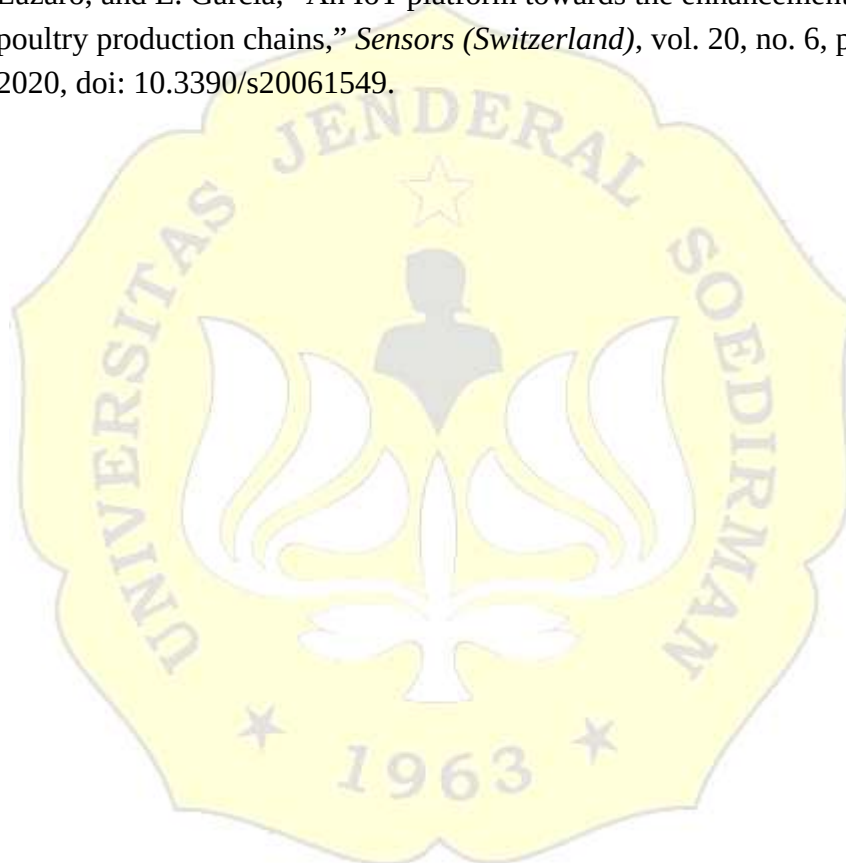 Lázaro, and E. García, “An IoT platform towards the enhancement
poultry production chains,” Sensors (Switzerland), vol. 20, no. 6, p
2020, doi: 10.3390/s20061549.
UNIVERSITAS JENDERAL SOEDIRMAN
1963